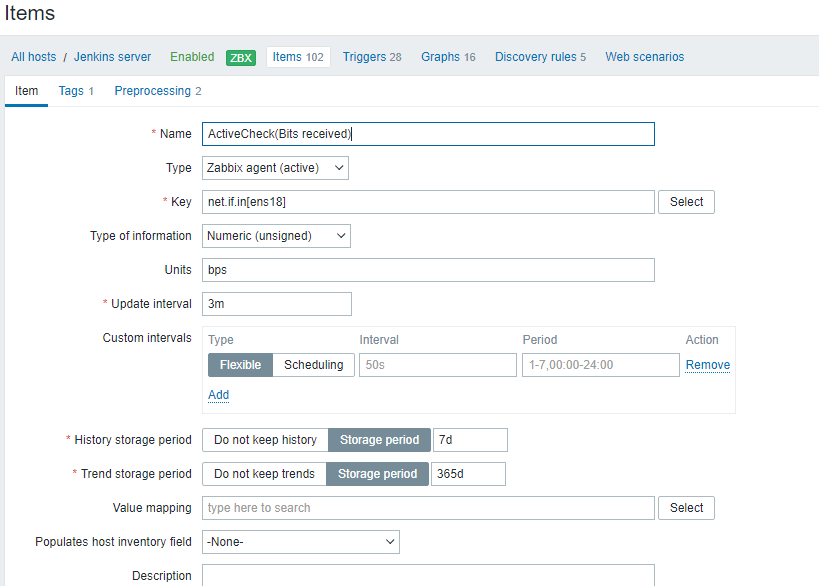 Items
All hosts / Jenkins server Enabled ZBX Items 102 Triggers 28 Graphs 16 Discovery rules 5 Web scenarios
Item Tags 1 Preprocessing 2
* Name ActiveCheck(Bits received)
Type Zabbix agent (active)
* Key net.if.in[ens18] Select
Type of information Numeric (unsigned)
Units bps
* Update interval 3m
Custom intervals Type Interval Period Action
Flexible Scheduling 50s 1-7,00:00-24:00 Remove
Add
* History storage period Do not keep history Storage period 7d
* Trend storage period Do not keep trends Storage period 365d
Value mapping type here to search Select
Populates host inventory field -None-
Description